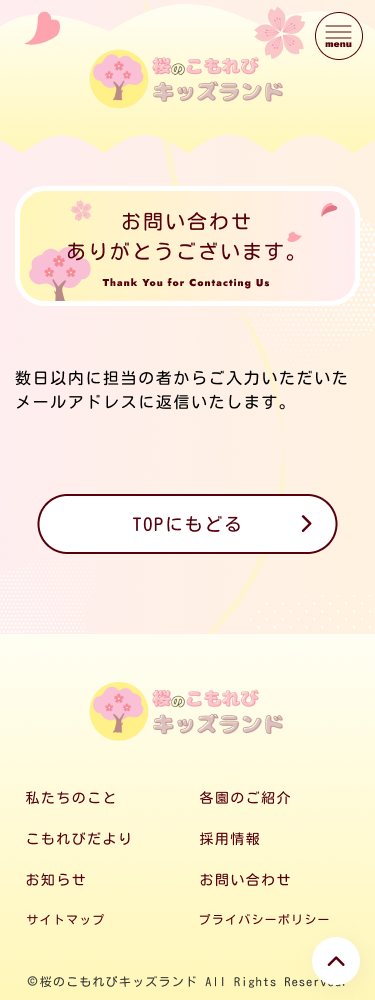 桜のこもれび
キッズランド
menu
お問い合わせ
ありがとうございます。
Thank You for Contacting Us
数日以内に担当の者からご入力いただいた
メールアドレスに返信いたします。
TOPにもどる
桜のこもれび
キッズランド
私たちのこと 各園のご紹介
こもれびだより 採用情報
お知らせ お問い合わせ
サイトマップ プライバシーポリシー
©桜のこもれびキッズランド All Rights Reserved.